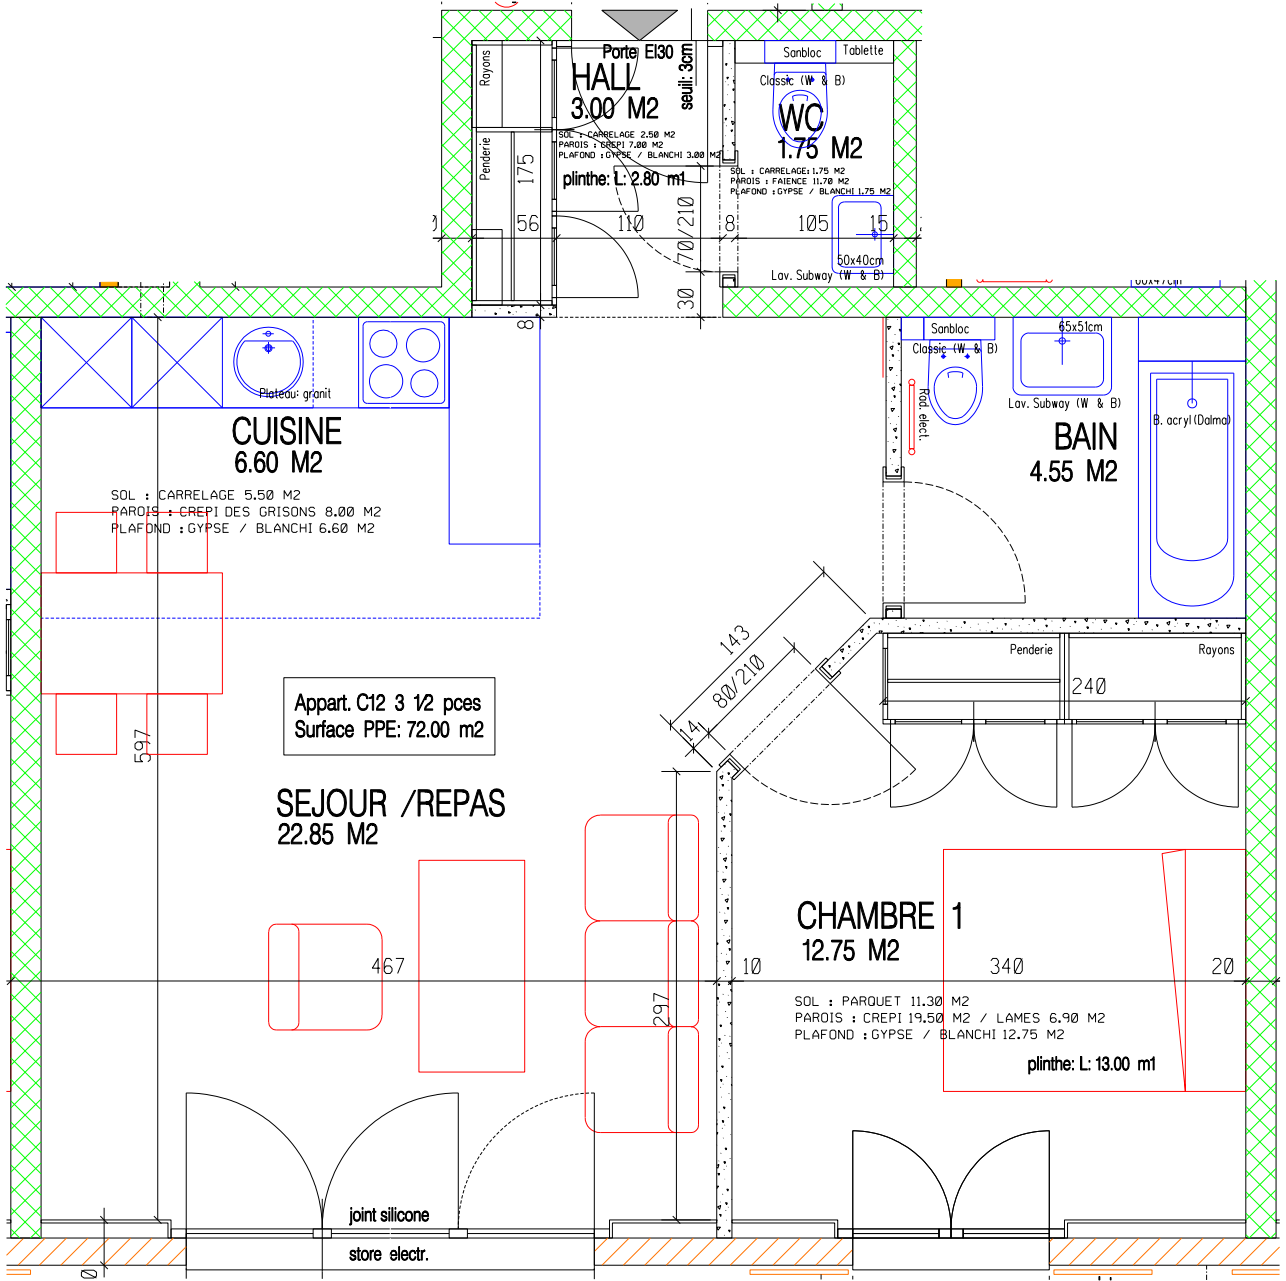 Porte EI30
HALL
3.00 M2
seuil: 3cm
SOL : CARRELAGE 2.50 M2
PAROIS : CREPI 7.00 M2
PLAFOND : GYPSE / BLANCHI 3.00 M2
plinthe: L: 2.80 m1
Rayons
Penderie
175
56
110
8
105
15
70/210
30
8
Sanbloc
Tablette
Classic (W & B)
WC
1.75 M2
SOL : CARRELAGE: 1.75 M2
PAROIS : FAIENCE 11.70 M2
PLAFOND : GYPSE / BLANCHI 1.75 M2
50x40cm
Lav. Subway (W & B)
Plateau: granit
CUISINE
6.60 M2
SOL : CARRELAGE 5.50 M2
PAROIS : CREPI DES GRISONS 8.00 M2
PLAFOND : GYPSE / BLANCHI 6.60 M2
Sanbloc
65x51cm
Classic (W & B)
Rad. elect.
Lav. Subway (W & B)
B. acryl (Dalma)
BAIN
4.55 M2
143
80/210
14
Penderie
Rayons
240
Appart. C12 3 1/2 pces
Surface PPE: 72.00 m2
597
SEJOUR /REPAS
22.85 M2
CHAMBRE 1
12.75 M2
467
10
340
20
297
SOL : PARQUET 11.30 M2
PAROIS : CREPI 19.50 M2 / LAMES 6.90 M2
PLAFOND : GYPSE / BLANCHI 12.75 M2
plinthe: L: 13.00 m1
joint silicone
store electr.